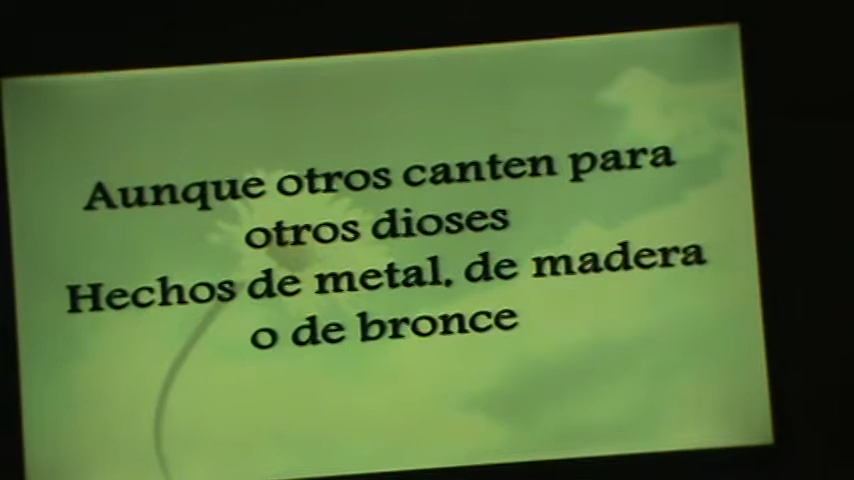 Aunque otros canten para
otros dioses
Hechos de metal, de madera
o de bronce